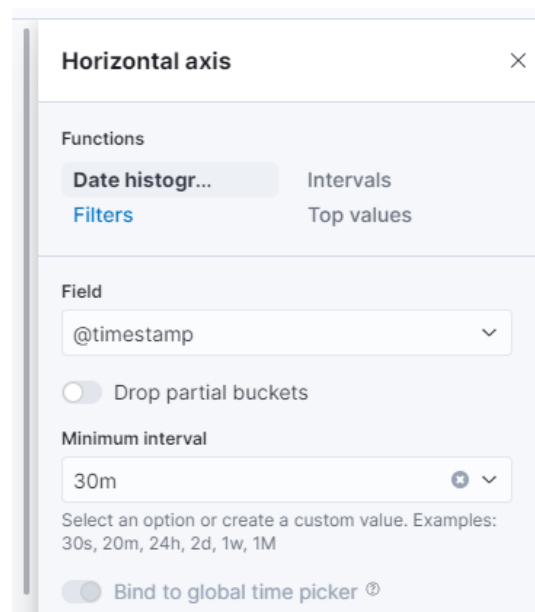 Horizontal axis
Functions
Date histogr... Intervals
Filters Top values
Field
@timestamp
Drop partial buckets
Minimum interval
30m
Select an option or create a custom value. Examples:
30s, 20m, 24h, 2d, 1w, 1M
Bind to global time picker